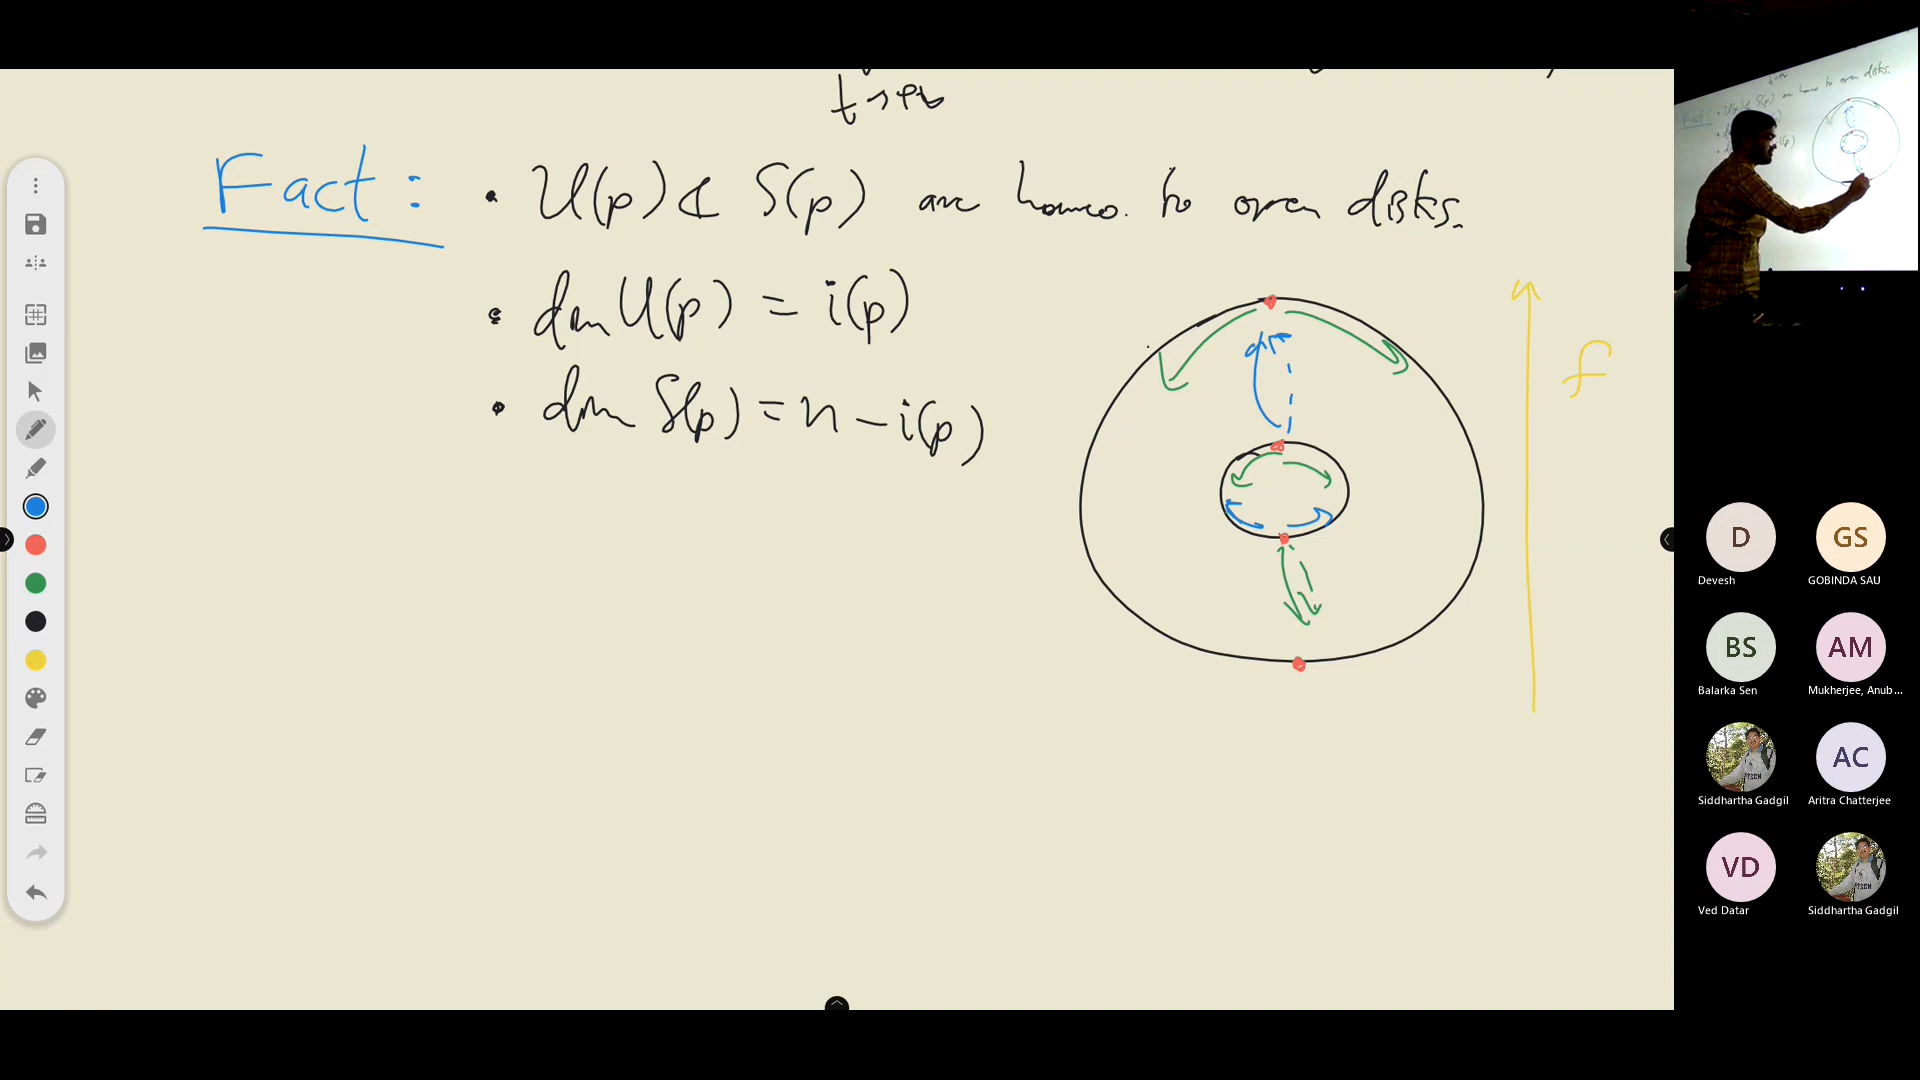 t → ±∞
Fact: • U(p) & S(p) are homeo. to open disks.
• dim U(p) = i(p)
• dim S(p) = n - i(p)
f
D
Devesh
GS
GOBINDA SAU
BS
Balarka Sen
AM
Mukherjee, Anub...
Siddhartha Gadgil
AC
Aritra Chatterjee
VD
Ved Datar
Siddhartha Gadgil